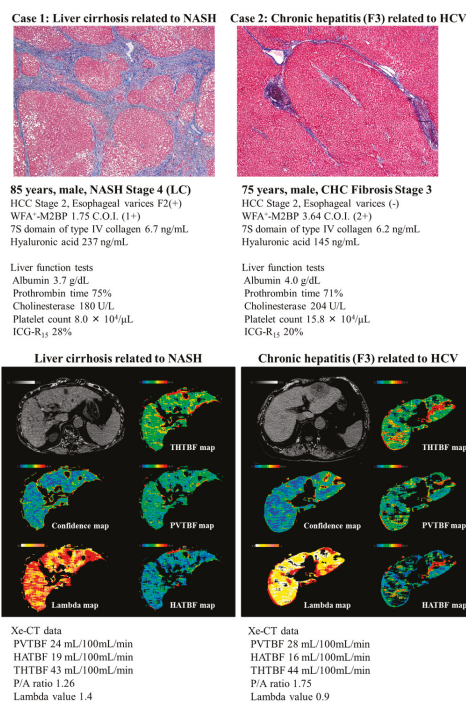 Case 1: Liver cirrhosis related to NASH
Case 2: Chronic hepatitis (F3) related to HCV
85 years, male, NASH Stage 4 (LC)
HCC Stage 2, Esophageal varices F2(+)
WFA⁺-M2BP 1.75 C.O.I. (1+)
7S domain of type IV collagen 6.7 ng/mL
Hyaluronic acid 237 ng/mL
Liver function tests
Albumin 3.7 g/dL
Prothrombin time 75%
Cholinesterase 180 U/L
Platelet count 8.0 × 10⁴/μL
ICG-R₁₅ 28%
75 years, male, CHC Fibrosis Stage 3
HCC Stage 2, Esophageal varices (-)
WFA⁺-M2BP 3.64 C.O.I. (2+)
7S domain of type IV collagen 6.2 ng/mL
Hyaluronic acid 145 ng/mL
Liver function tests
Albumin 4.0 g/dL
Prothrombin time 71%
Cholinesterase 204 U/L
Platelet count 15.8 × 10⁴/μL
ICG-R₁₅ 20%
Liver cirrhosis related to NASH
THTBF map
Confidence map
PVTBF map
Lambda map
HATBF map
Chronic hepatitis (F3) related to HCV
THTBF map
Confidence map
PVTBF map
Lambda map
HATBF map
Xe-CT data
PVTBF 24 mL/100mL/min
HATBF 19 mL/100mL/min
THTBF 43 mL/100mL/min
P/A ratio 1.26
Lambda value 1.4
Xe-CT data
PVTBF 28 mL/100mL/min
HATBF 16 mL/100mL/min
THTBF 44 mL/100mL/min
P/A ratio 1.75
Lambda value 0.9